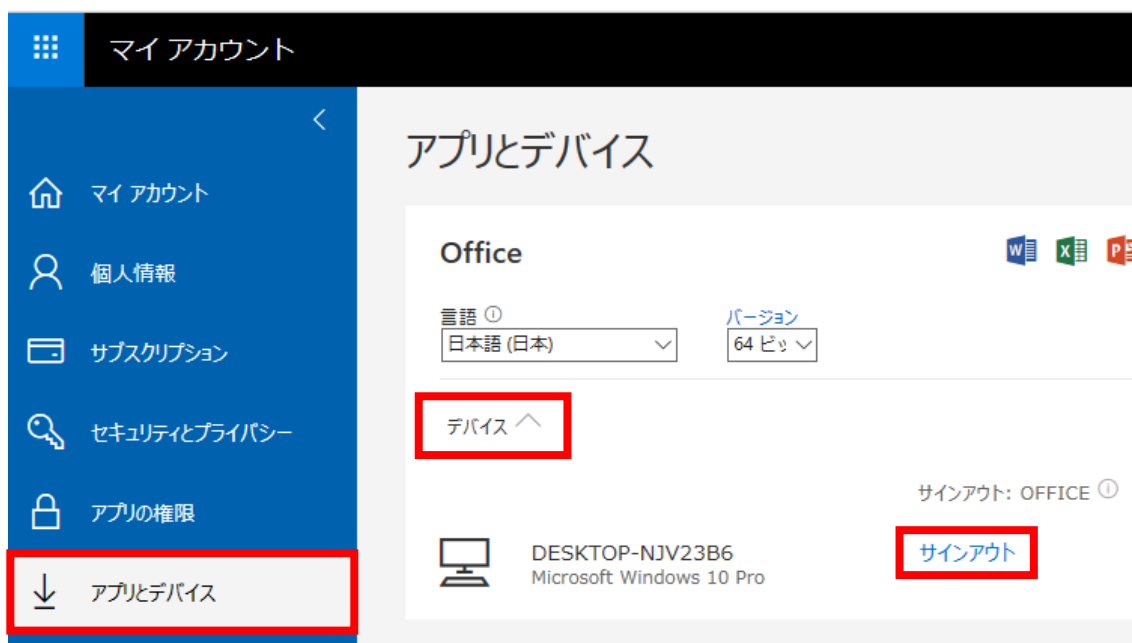 マイ アカウント
マイ アカウント
個人情報
サブスクリプション
セキュリティとプライバシー
アプリの権限
アプリとデバイス
アプリとデバイス
Office
W X P
言語
バージョン
日本語 (日本)
64 ビッ
デバイス
サインアウト: OFFICE
DESKTOP-NJV23B6
サインアウト
Microsoft Windows 10 Pro